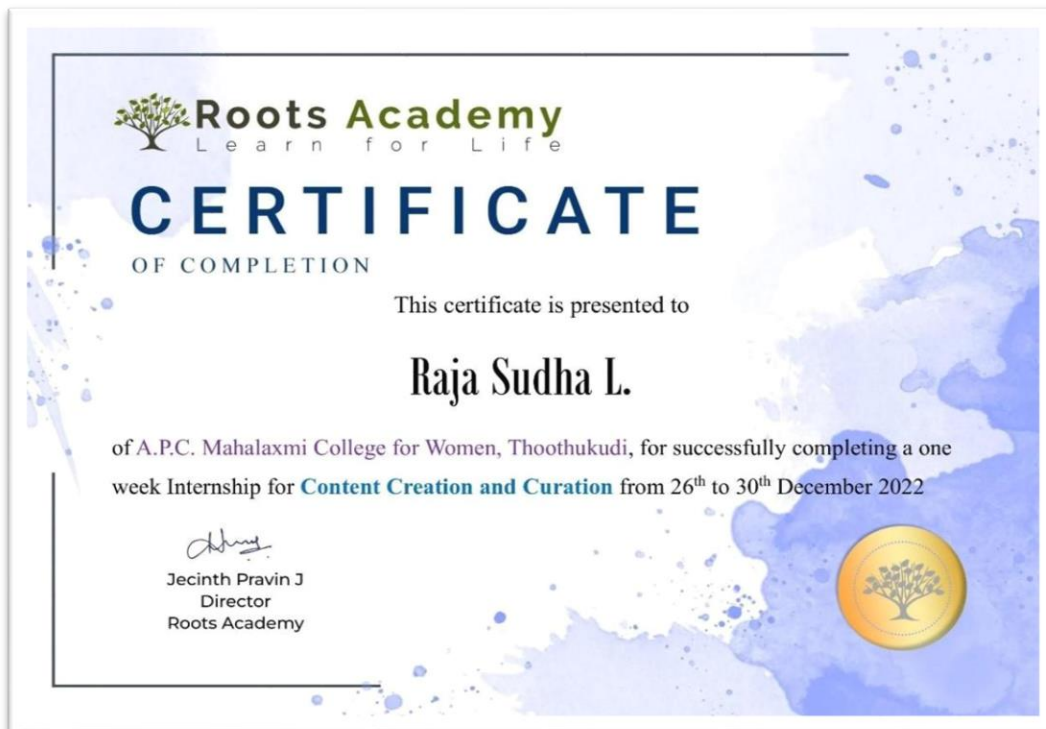 Roots Academy
Learn for Life
CERTIFICATE
OF COMPLETION
This certificate is presented to
Raja Sudha L.
of A.P.C. Mahalaxmi College for Women, Thoothukudi, for successfully completing a one
week Internship for Content Creation and Curation from 26th to 30th December 2022
Jecinth Pravin J
Director
Roots Academy